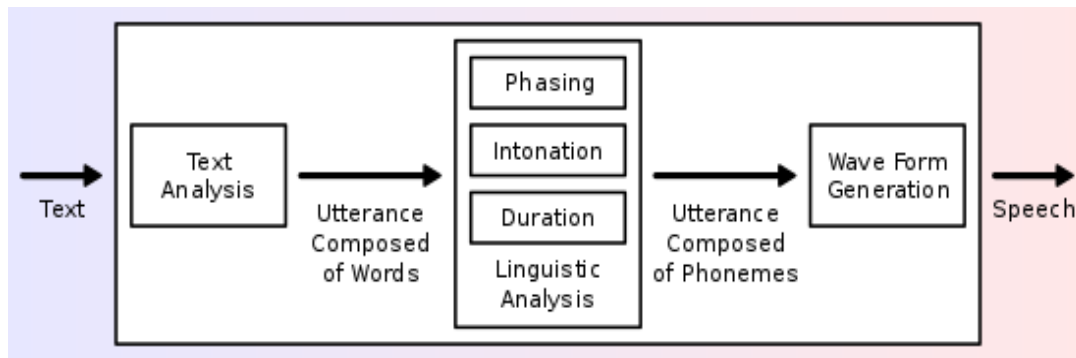 Text
Text
Analysis
Utterance
Composed
of Words
Phasing
Intonation
Duration
Linguistic
Analysis
Utterance
Composed
of Phonemes
Wave Form
Generation
Speech